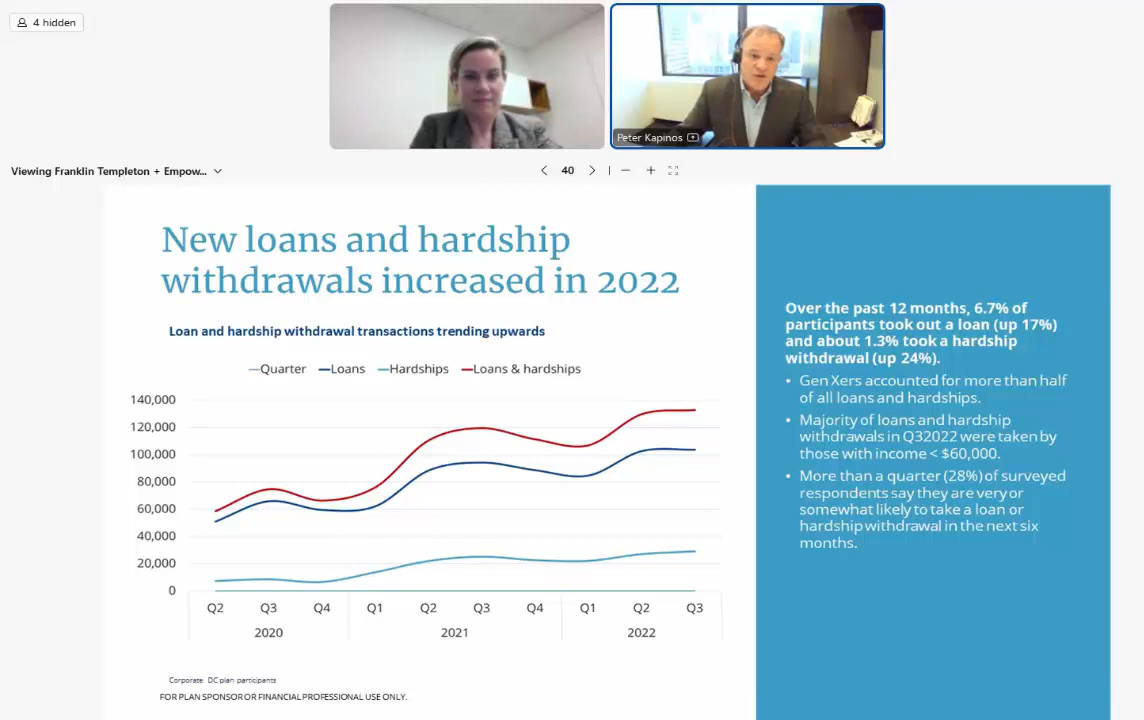 4 hidden
Peter Kapinos
Viewing Franklin Templeton + Empow...
40
New loans and hardship
withdrawals increased in 2022
Loan and hardship withdrawal transactions trending upwards
Quarter Loans Hardships Loans & hardships
140,000
120,000
100,000
80,000
60,000
40,000
20,000
0
Q2 Q3 Q4 Q1 Q2 Q3 Q4 Q1 Q2 Q3
2020 2021 2022
Corporate DC plan participants
FOR PLAN SPONSOR OR FINANCIAL PROFESSIONAL USE ONLY.
Over the past 12 months, 6.7% of
participants took out a loan (up 17%)
and about 1.3% took a hardship
withdrawal (up 24%).
• Gen Xers accounted for more than half
of all loans and hardships.
• Majority of loans and hardship
withdrawals in Q32022 were taken by
those with income < $60,000.
• More than a quarter (28%) of surveyed
respondents say they are very or
somewhat likely to take a loan or
hardship withdrawal in the next six
months.